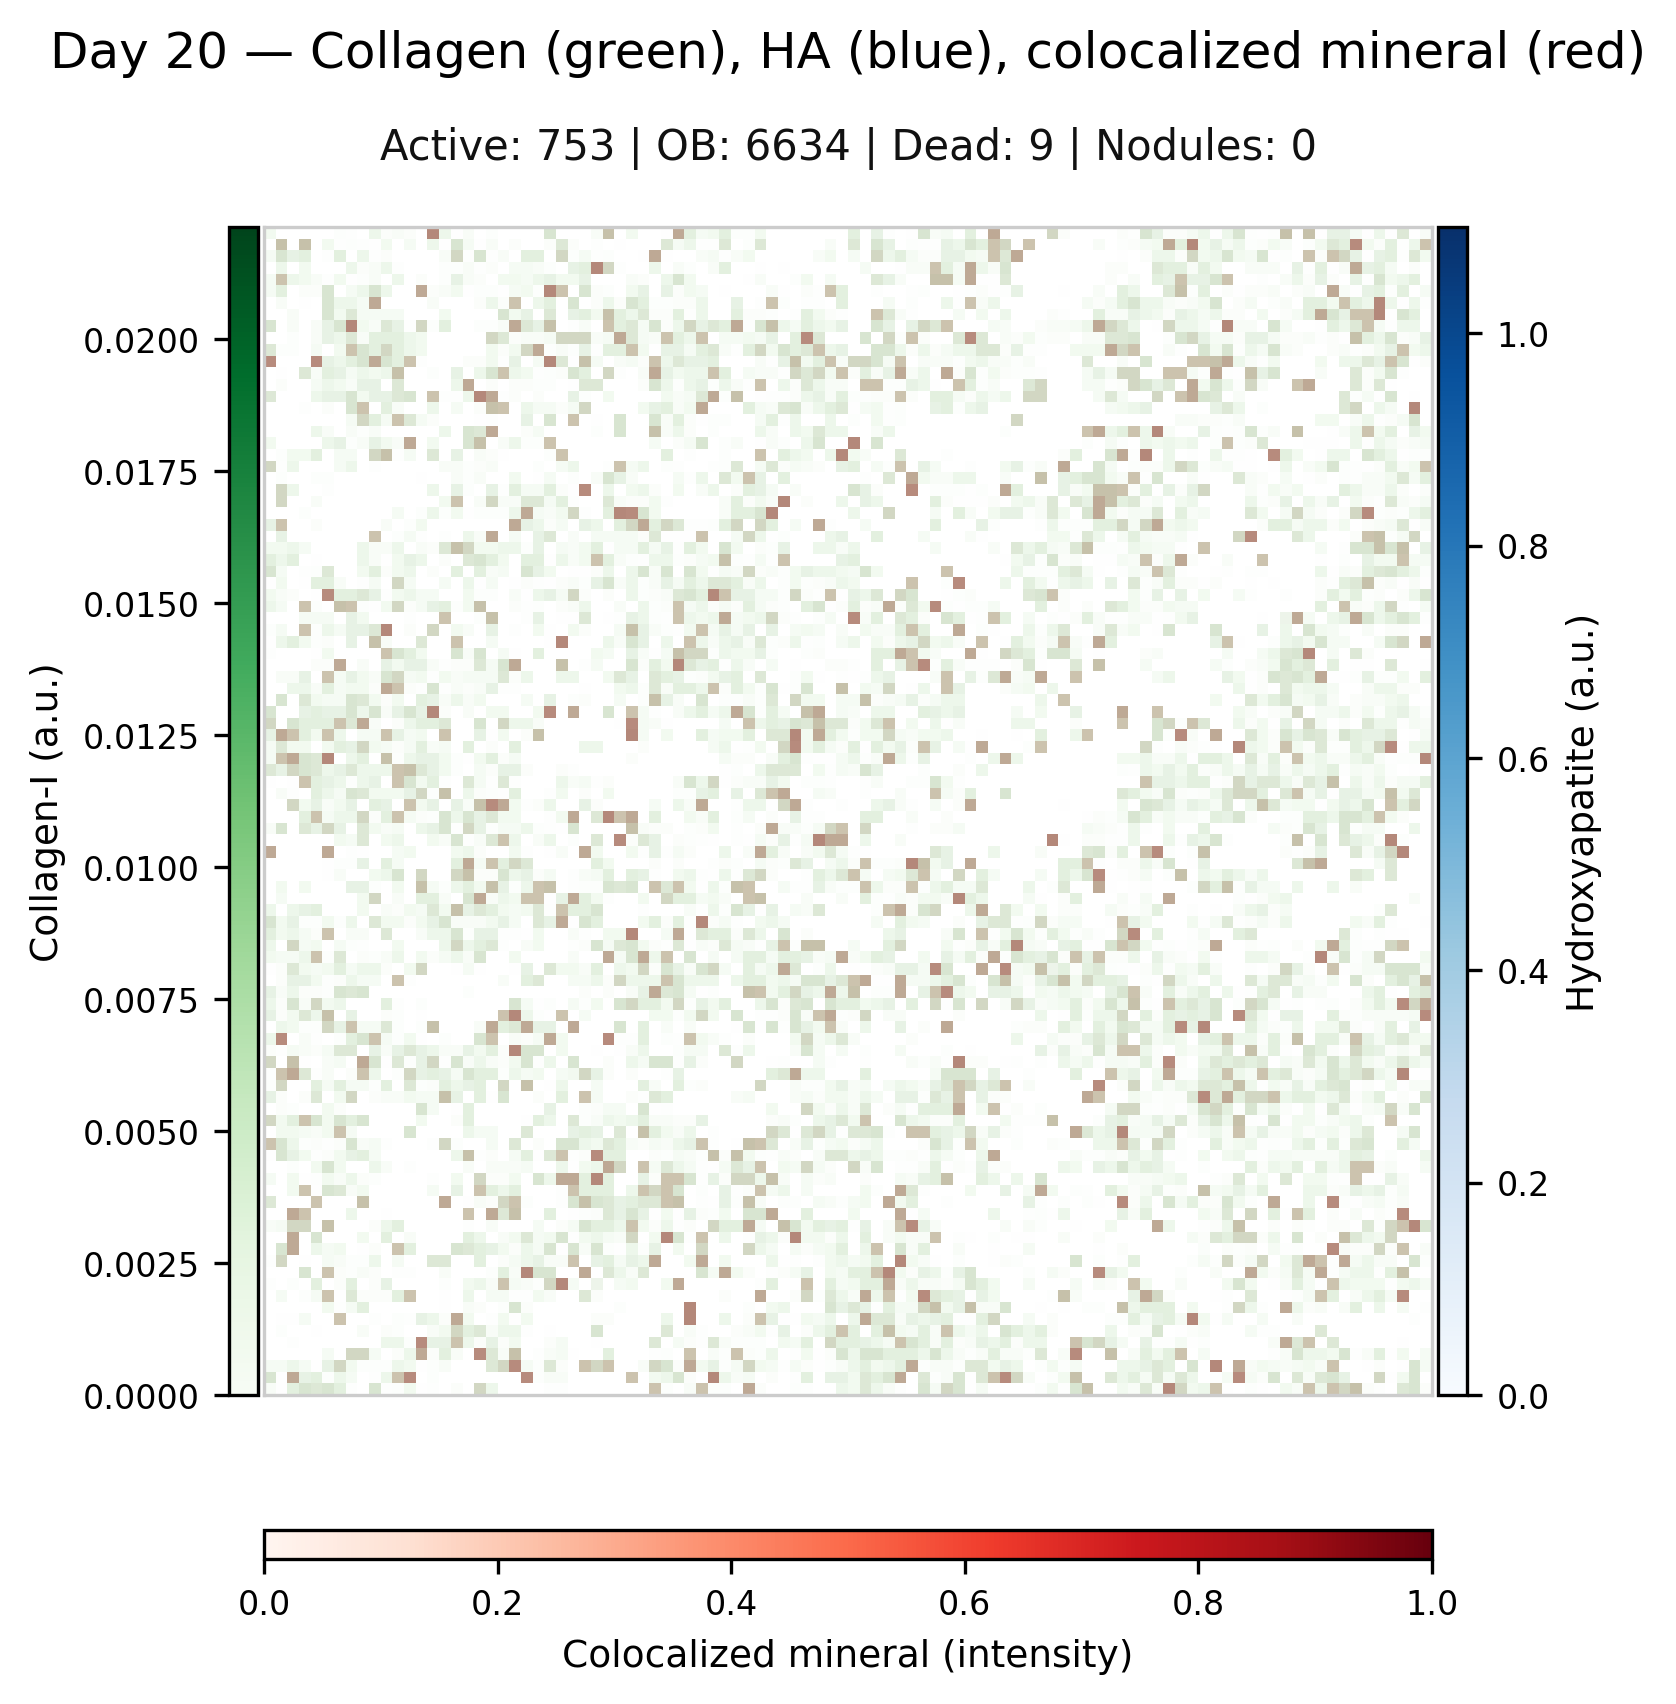 Day 20 — Collagen (green), HA (blue), colocalized mineral (red)
Active: 753 | OB: 6634 | Dead: 9 | Nodules: 0
0.0200
0.0175
0.0150
0.0125
0.0100
0.0075
0.0050
0.0025
0.0000
Collagen-I (a.u.)
1.0
0.8
0.6
0.4
0.2
0.0
Hydroxyapatite (a.u.)
0.0 0.2 0.4 0.6 0.8 1.0
Colocalized mineral (intensity)